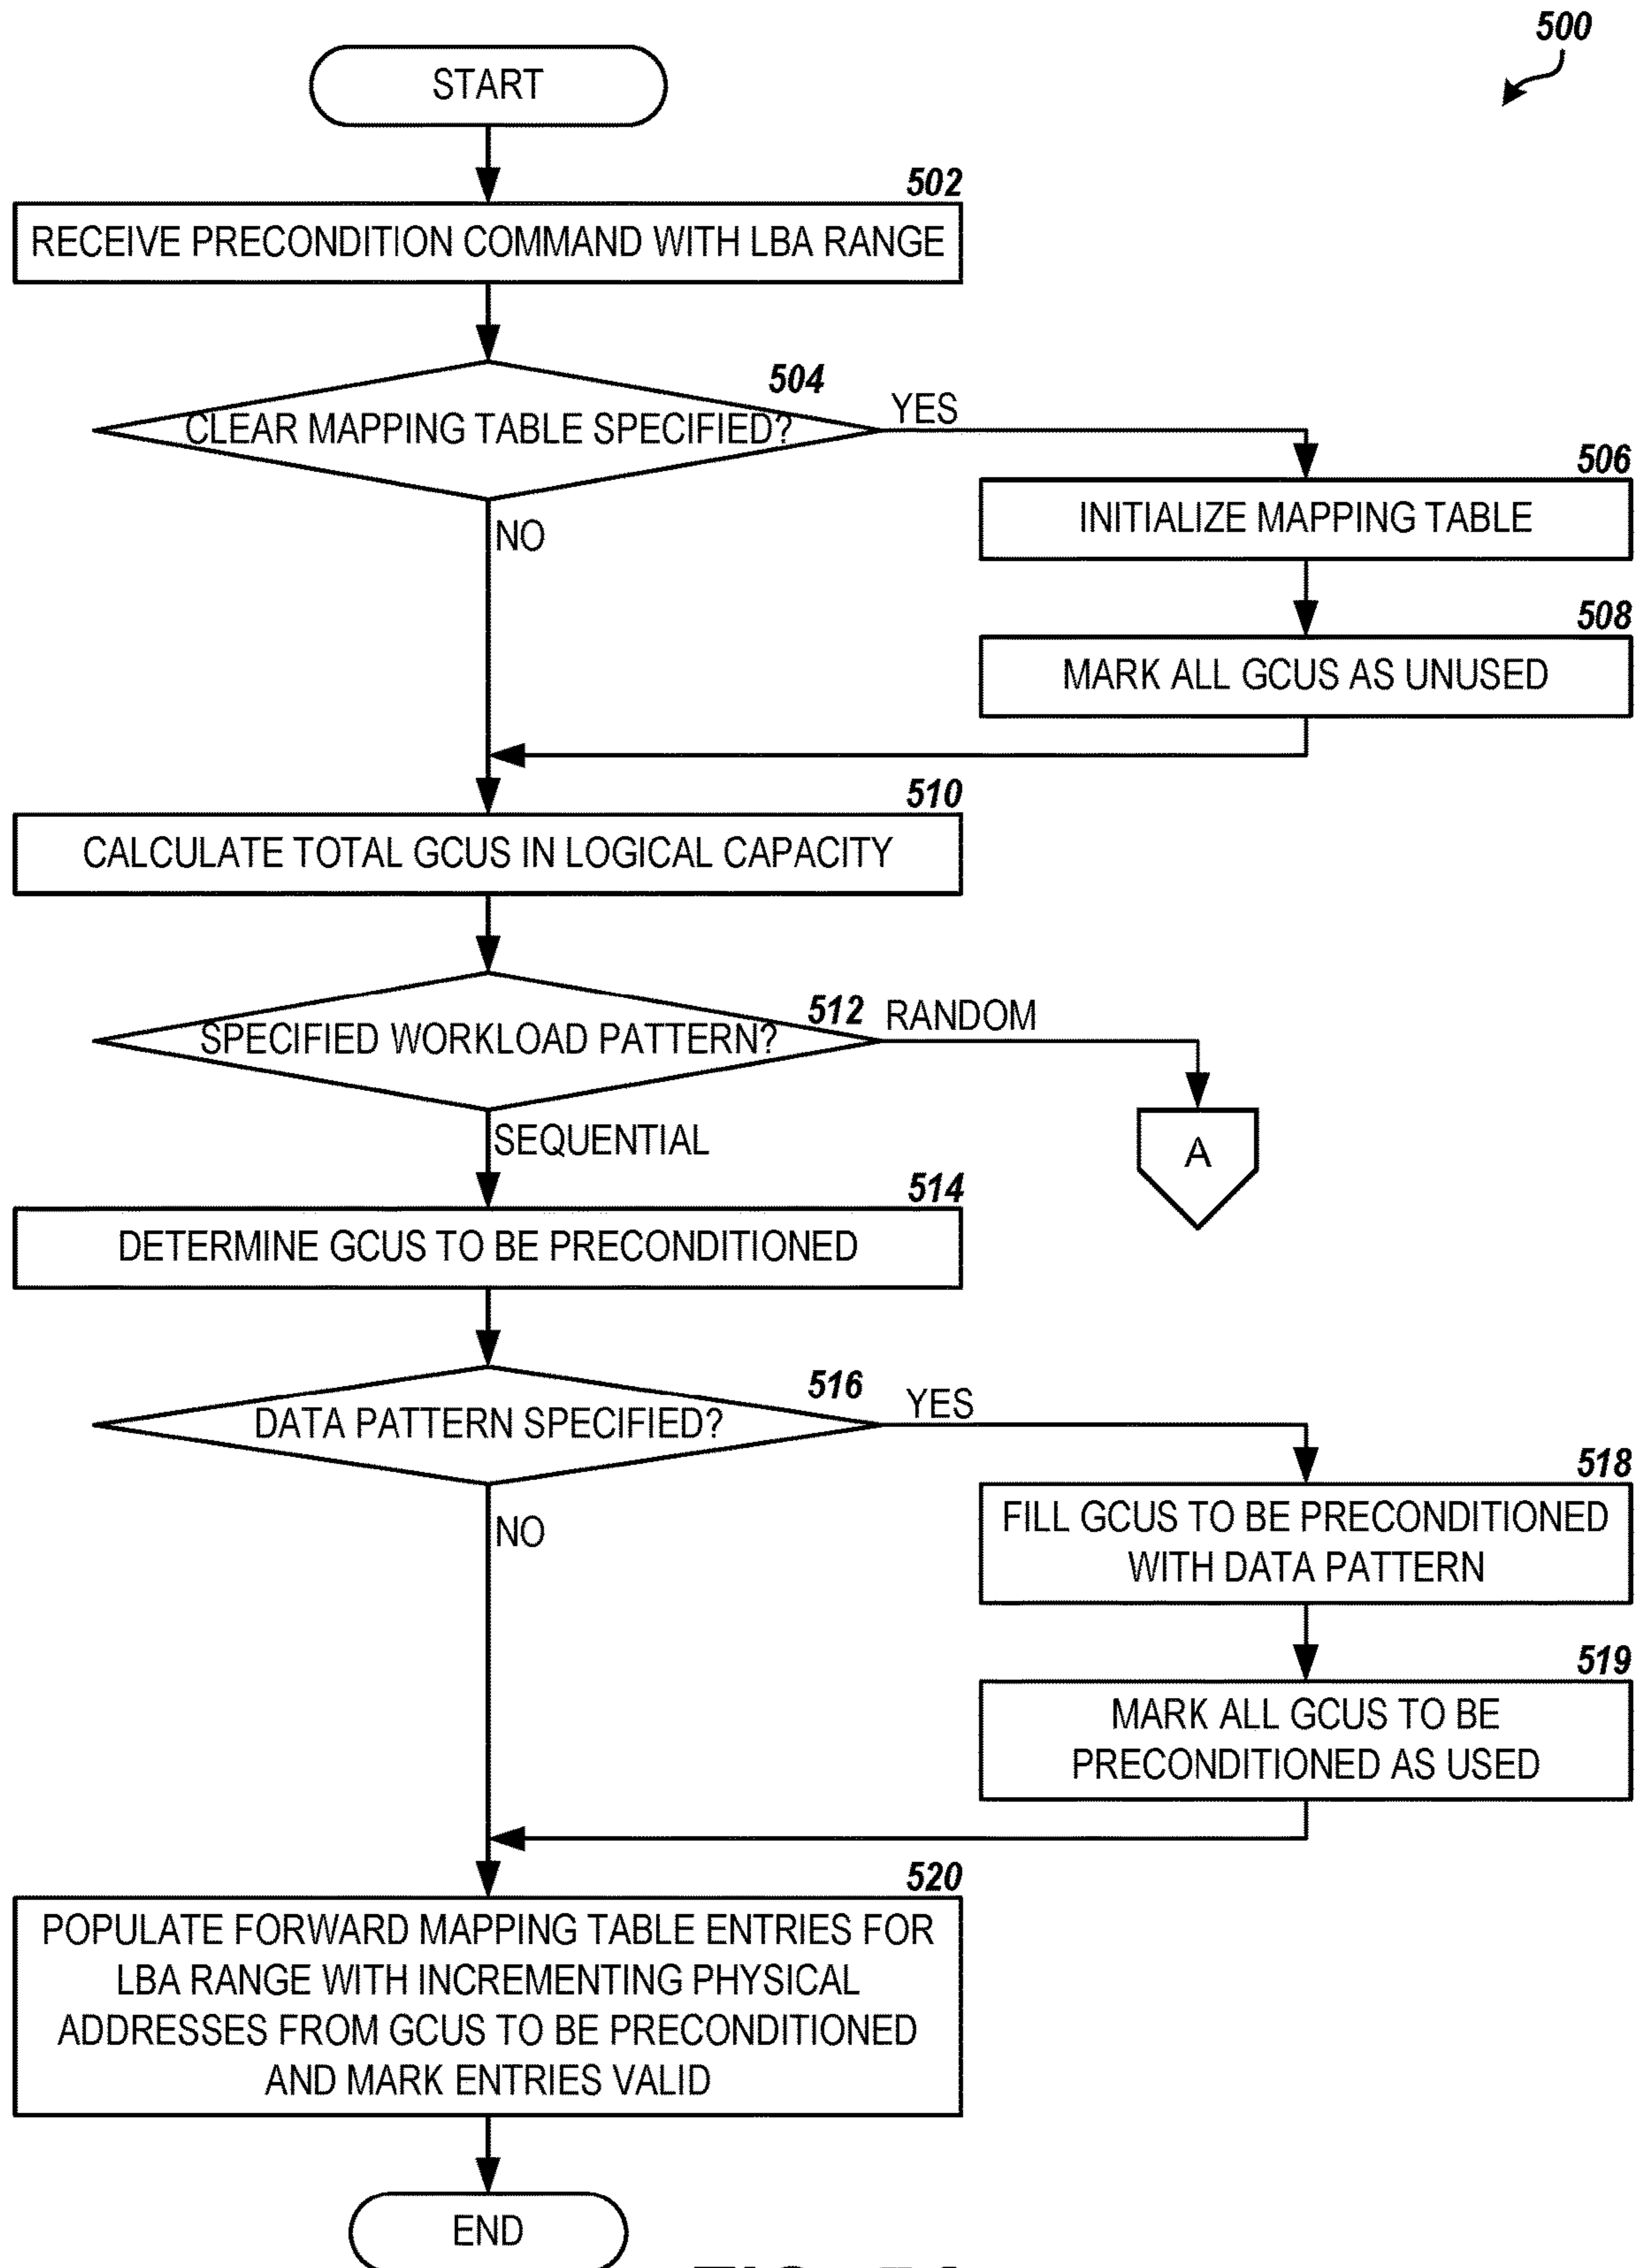 500
START
502
RECEIVE PRECONDITION COMMAND WITH LBA RANGE
504
CLEAR MAPPING TABLE SPECIFIED?
YES
NO
506
INITIALIZE MAPPING TABLE
508
MARK ALL GCUS AS UNUSED
510
CALCULATE TOTAL GCUS IN LOGICAL CAPACITY
512
SPECIFIED WORKLOAD PATTERN?
RANDOM
A
SEQUENTIAL
514
DETERMINE GCUS TO BE PRECONDITIONED
516
DATA PATTERN SPECIFIED?
YES
NO
518
FILL GCUS TO BE PRECONDITIONED
WITH DATA PATTERN
519
MARK ALL GCUS TO BE
PRECONDITIONED AS USED
520
POPULATE FORWARD MAPPING TABLE ENTRIES FOR
LBA RANGE WITH INCREMENTING PHYSICAL
ADDRESSES FROM GCUS TO BE PRECONDITIONED
AND MARK ENTRIES VALID
END